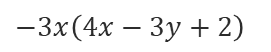 −3x(4x − 3y + 2)